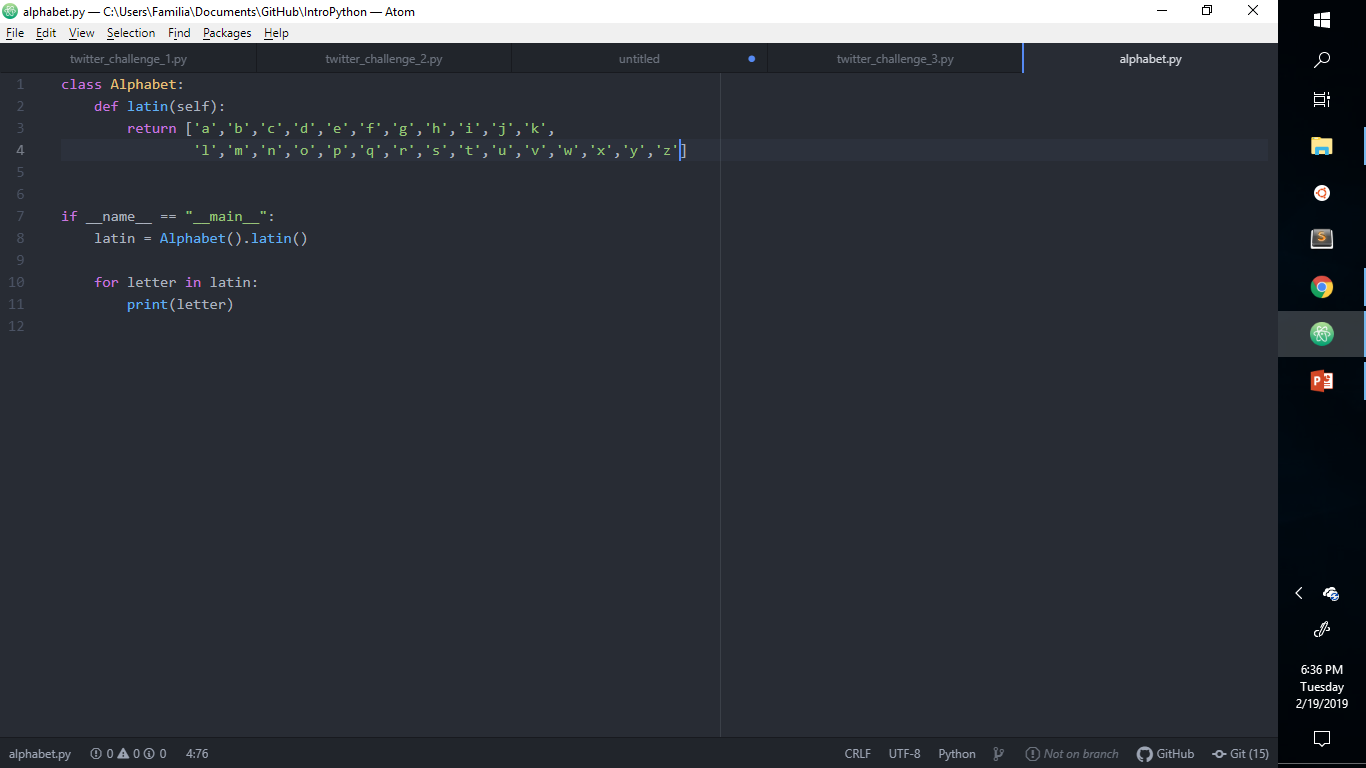 alphabet.py — C:\Users\Familia\Documents\GitHub\IntroPython — Atom
File Edit View Selection Find Packages Help
twitter_challenge_1.py twitter_challenge_2.py untitled twitter_challenge_3.py alphabet.py
1 class Alphabet:
2     def latin(self):
3         return ['a','b','c','d','e','f','g','h','i','j','k',
4                 'l','m','n','o','p','q','r','s','t','u','v','w','x','y','z']
5
6
7 if __name__ == "__main__":
8     latin = Alphabet().latin()
9
10     for letter in latin:
11         print(letter)
12
alphabet.py 0 0 0 4:76 CRLF UTF-8 Python Not on branch GitHub Git (15)
S
P
6:36 PM
Tuesday
2/19/2019